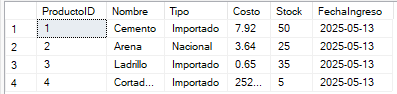 ProductoID Nombre Tipo Costo Stock FechaIngreso
1 1 Cemento Importado 7.92 50 2025-05-13
2 2 Arena Nacional 3.64 25 2025-05-13
3 3 Ladrillo Importado 0.65 35 2025-05-13
4 4 Cortad... Importado 252... 5 2025-05-13